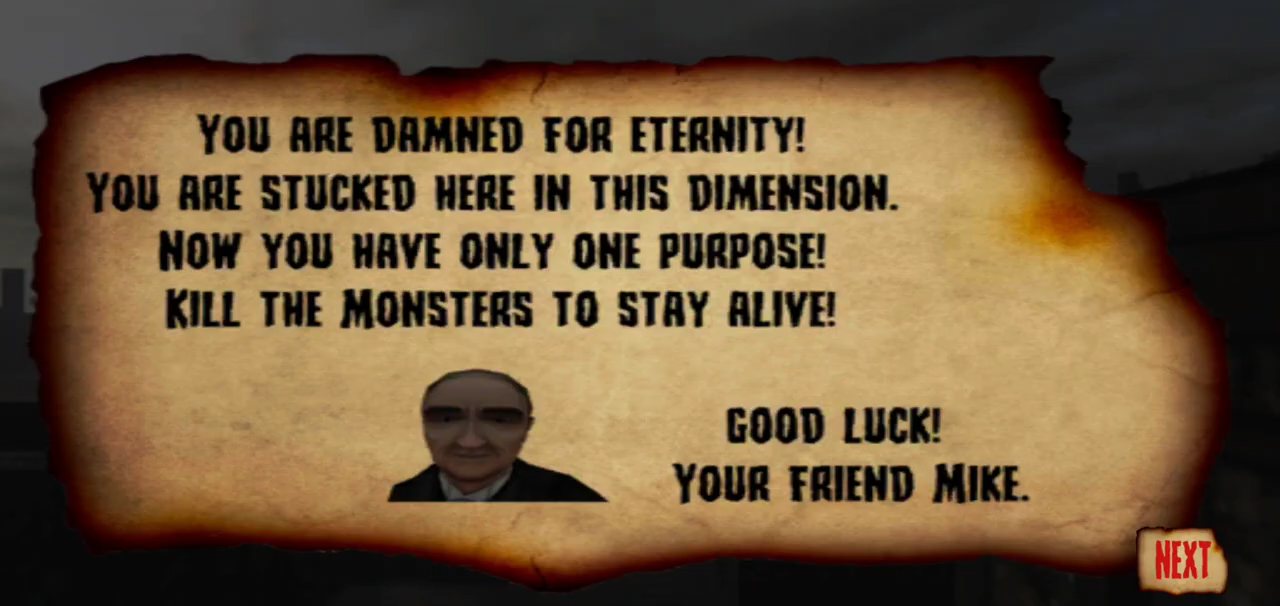 You are damned for eternity!
You are stucked here in this dimension.
Now you have only one purpose!
Kill the Monsters to stay alive!
Good luck!
Your friend Mike.
NEXT